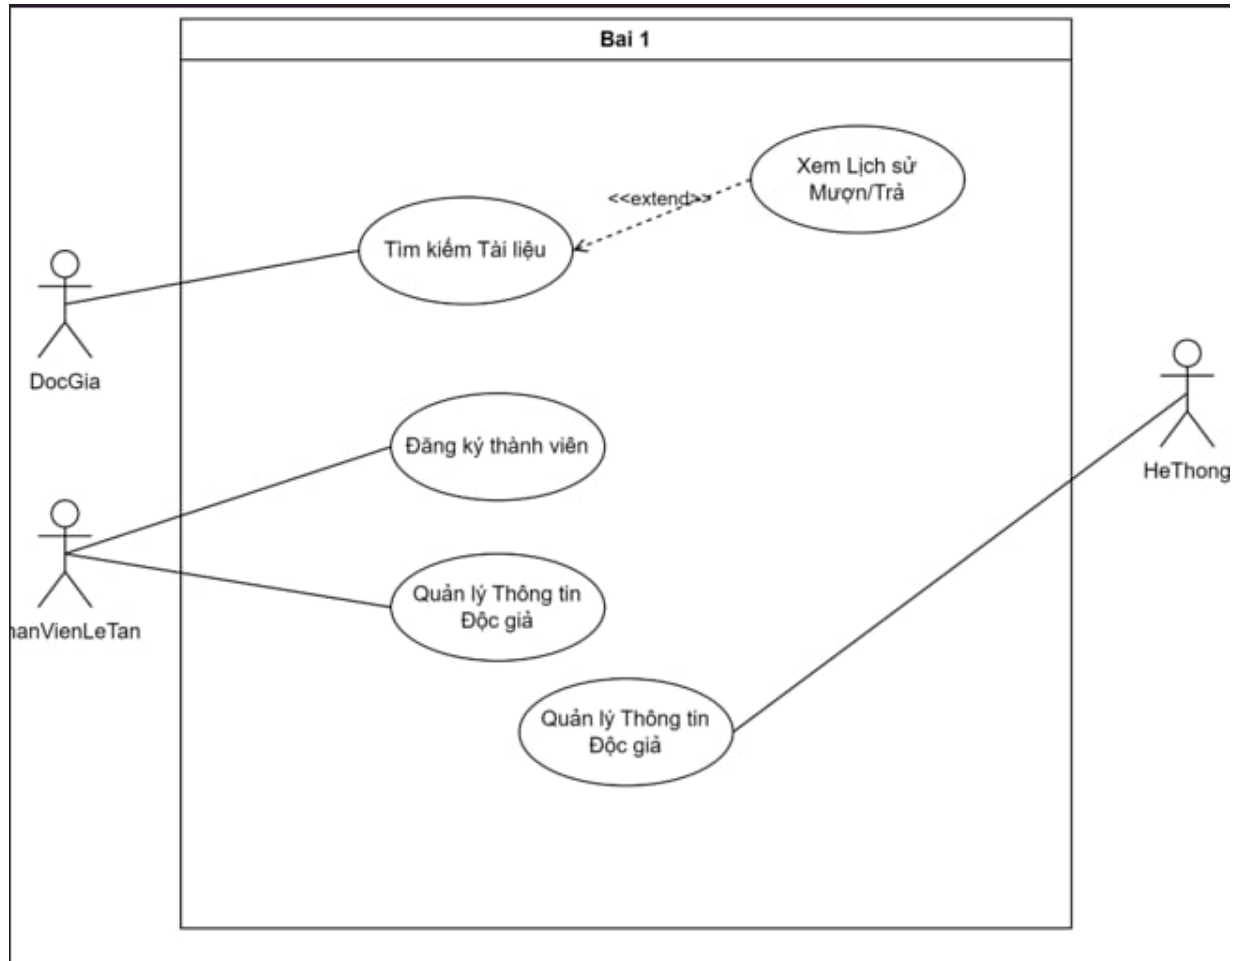 Bai 1
Xem Lịch sử
Mượn/Trả
<<extend>>
Tìm kiếm Tài liệu
DocGia
Đăng ký thành viên
HeThong
Quản lý Thông tin
Độc giả
hanVienLeTan
Quản lý Thông tin
Độc giả